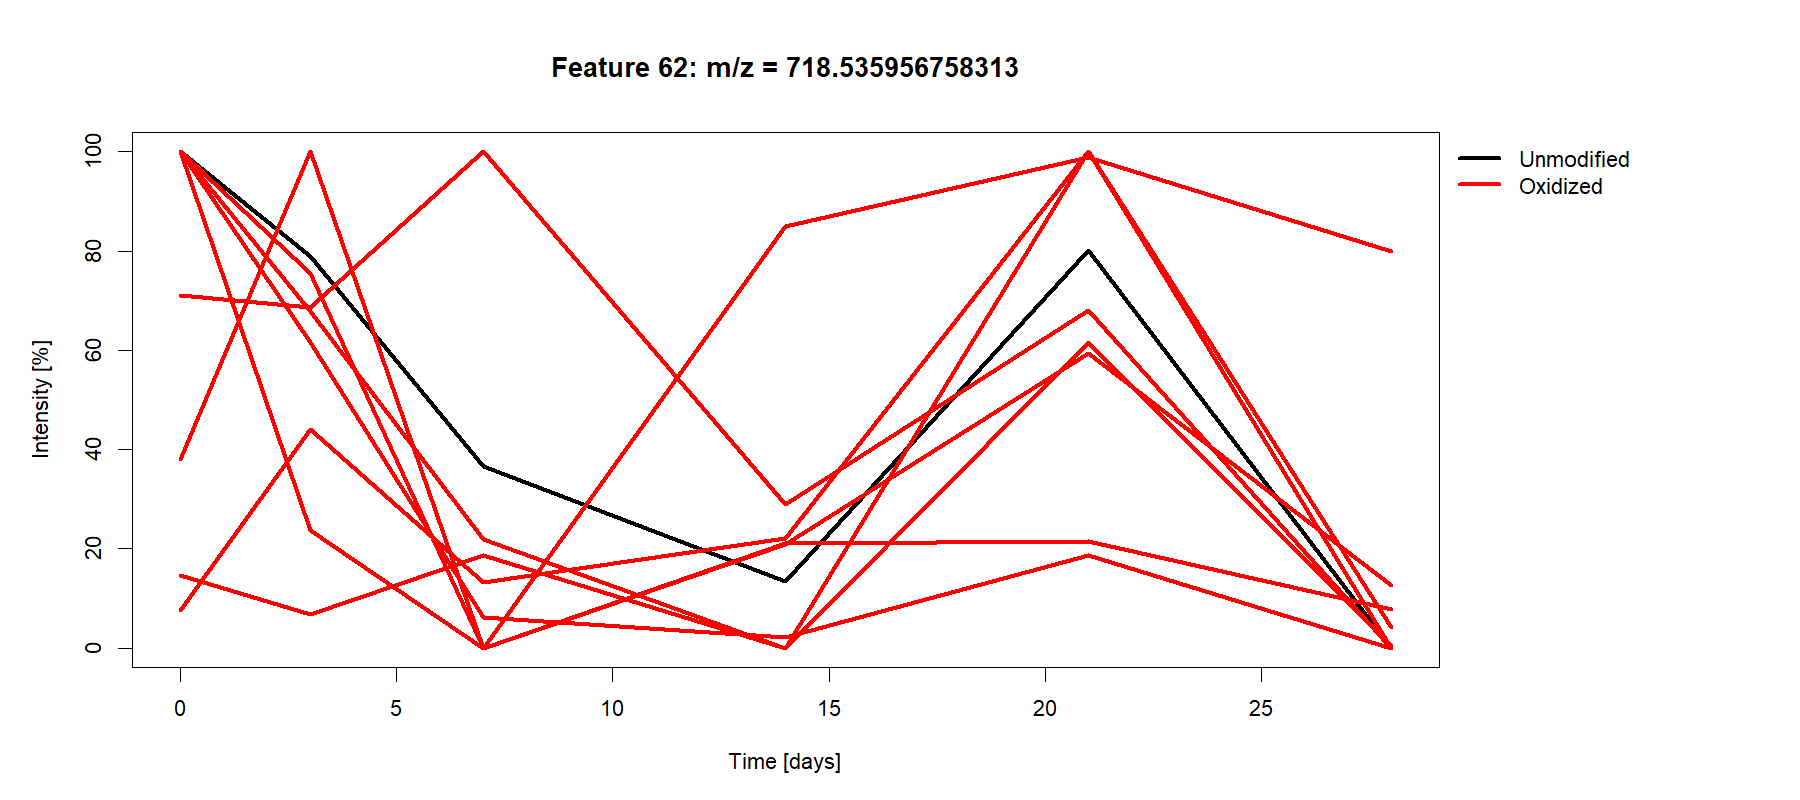 Feature 62: m/z = 718.535956758313
Unmodified
Oxidized
Intensity [%]
100
80
60
40
20
0
0 5 10 15 20 25
Time [days]